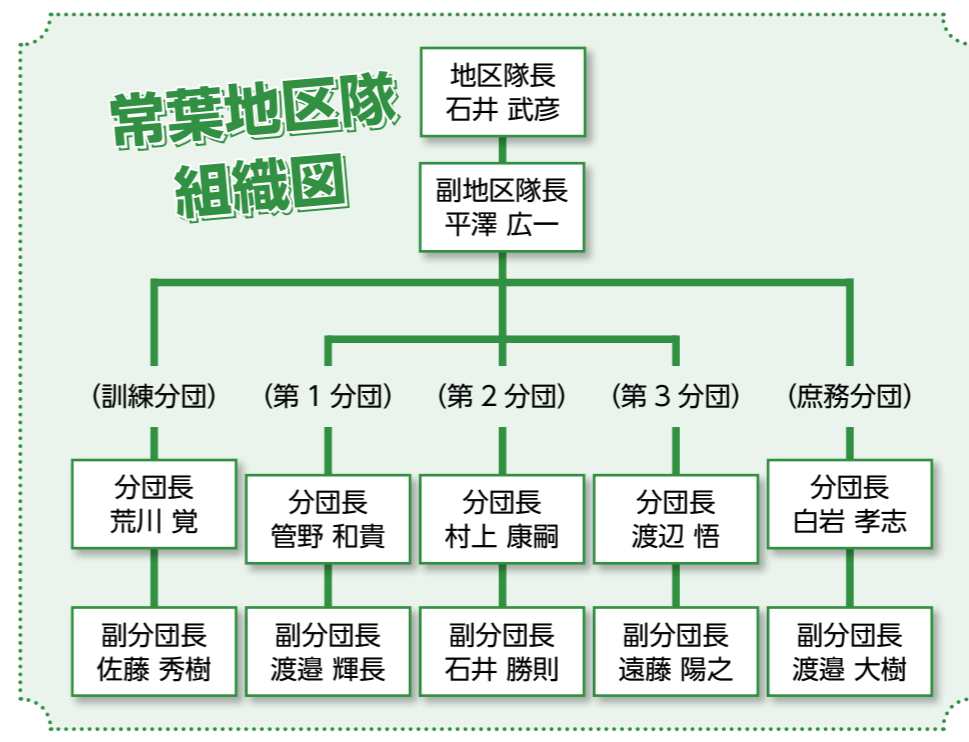 常葉地区隊
組織図
地区隊長
石井 武彦
副地区隊長
平澤 広一
（訓練分団）
（第１分団）
（第２分団）
（第３分団）
（庶務分団）
分団長
荒川 覚
分団長
管野 和貴
分団長
村上 康嗣
分団長
渡辺 悟
分団長
白岩 孝志
副分団長
佐藤 秀樹
副分団長
渡邉 輝長
副分団長
石井 勝則
副分団長
遠藤 陽之
副分団長
渡邉 大樹